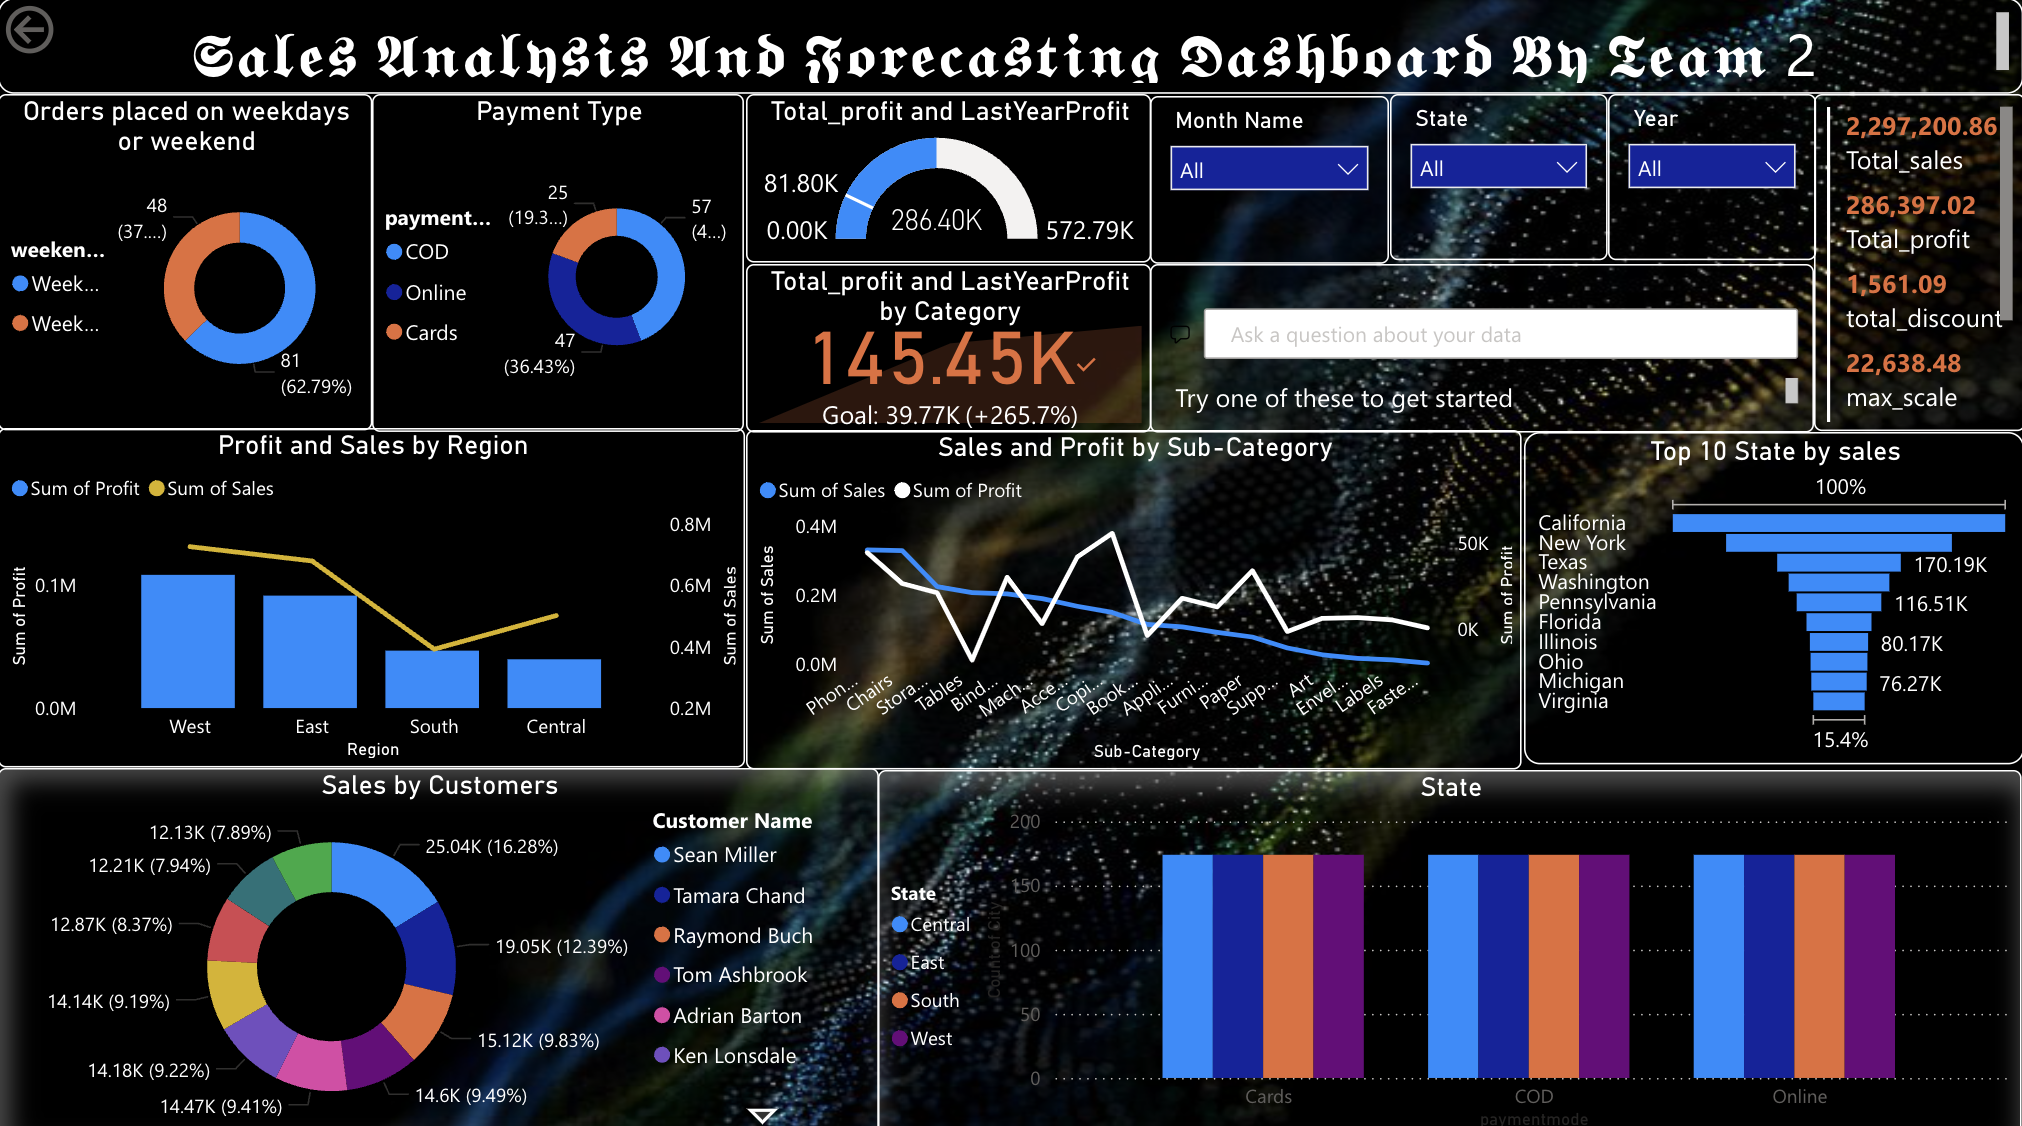 Sales Analysis And Forecasting Dashboard By Team 2
Orders placed on weekdays
or weekend
weeken...
Week...
Week...
48
(37....)
81
(62.79%)
Payment Type
payment...
COD
Online
Cards
25
(19.3...)
57
(4...)
47
(36.43%)
Total_profit and LastYearProfit
81.80K
0.00K
286.40K
572.79K
Total_profit and LastYearProfit
by Category
145.45K
Goal: 39.77K (+265.7%)
Month Name
All
State
All
Year
All
Ask a question about your data
Try one of these to get started
2,297,200.86
Total_sales
286,397.02
Total_profit
1,561.09
total_discount
22,638.48
max_scale
Profit and Sales by Region
Sum of Profit Sum of Sales
Sum of Profit
0.1M
0.0M
0.8M
0.6M
0.4M
0.2M
Sum of Sales
West East South Central
Region
Sales and Profit by Sub-Category
Sum of Sales Sum of Profit
Sum of Sales
0.4M
0.2M
0.0M
50K
0K
Sum of Profit
Phon... Chairs Stora... Tables Bind... Mach... Acce... Copi... Book... Appli... Furni... Paper Supp... Art Envel... Labels Faste...
Sub-Category
Top 10 State by sales
100%
California
New York
Texas 170.19K
Washington
Pennsylvania 116.51K
Florida
Illinois 80.17K
Ohio
Michigan 76.27K
Virginia
15.4%
Sales by Customers
12.13K (7.89%)
25.04K (16.28%)
12.21K (7.94%)
12.87K (8.37%)
19.05K (12.39%)
14.14K (9.19%)
15.12K (9.83%)
14.18K (9.22%)
14.6K (9.49%)
14.47K (9.41%)
Customer Name
Sean Miller
Tamara Chand
Raymond Buch
Tom Ashbrook
Adrian Barton
Ken Lonsdale
State
State
Central
East
South
West
Count of City
200
150
100
50
0
Cards COD Online
paymentmode